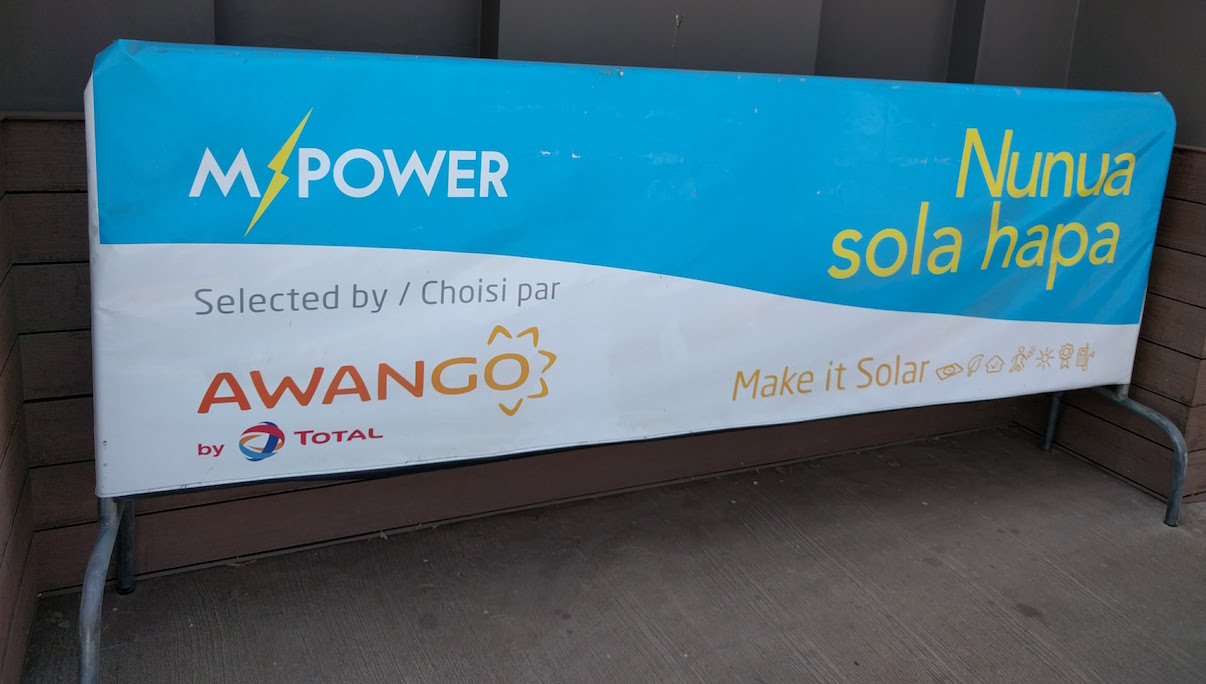 M POWER
Nunua
sola hapa
Selected by / Choisi par
AWANGO
by TOTAL
Make it Solar